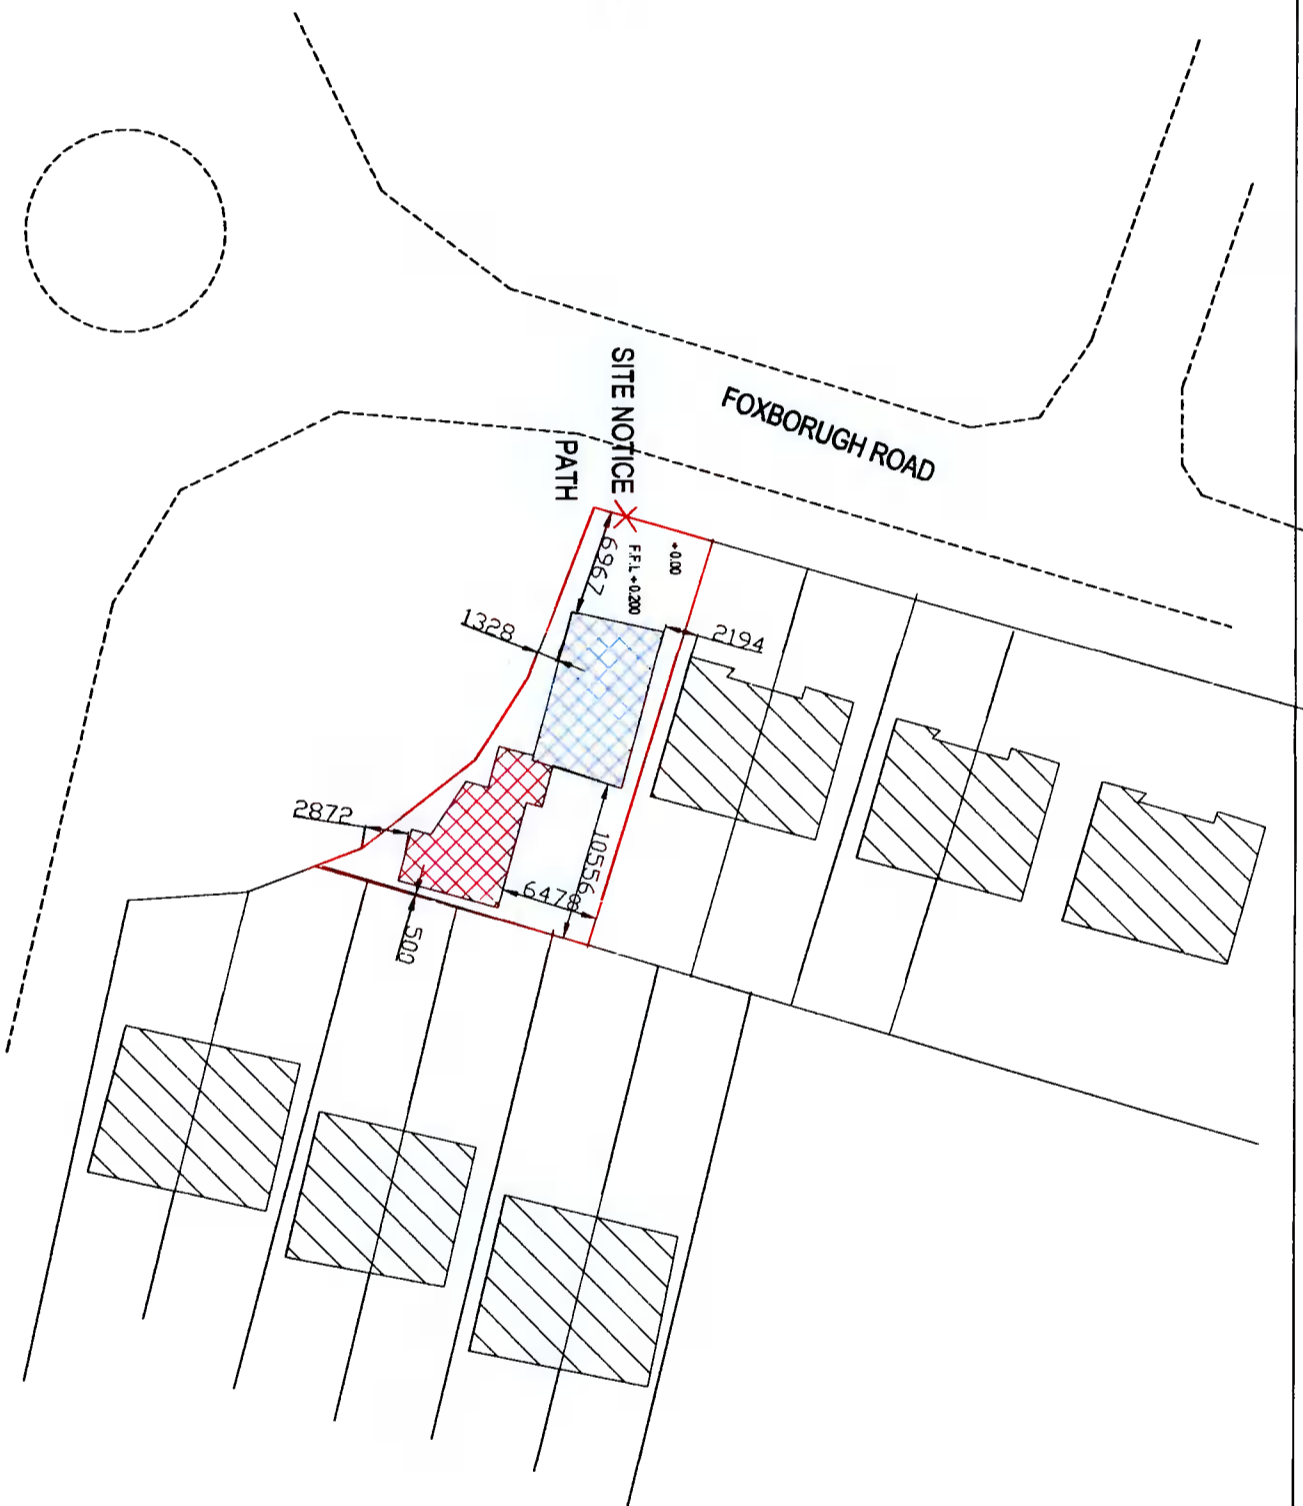 FOXBORUGH ROAD
SITE NOTICE
PATH
+0.00
F.F.L +0.200
6967
1328
2194
2872
10556
6478
500